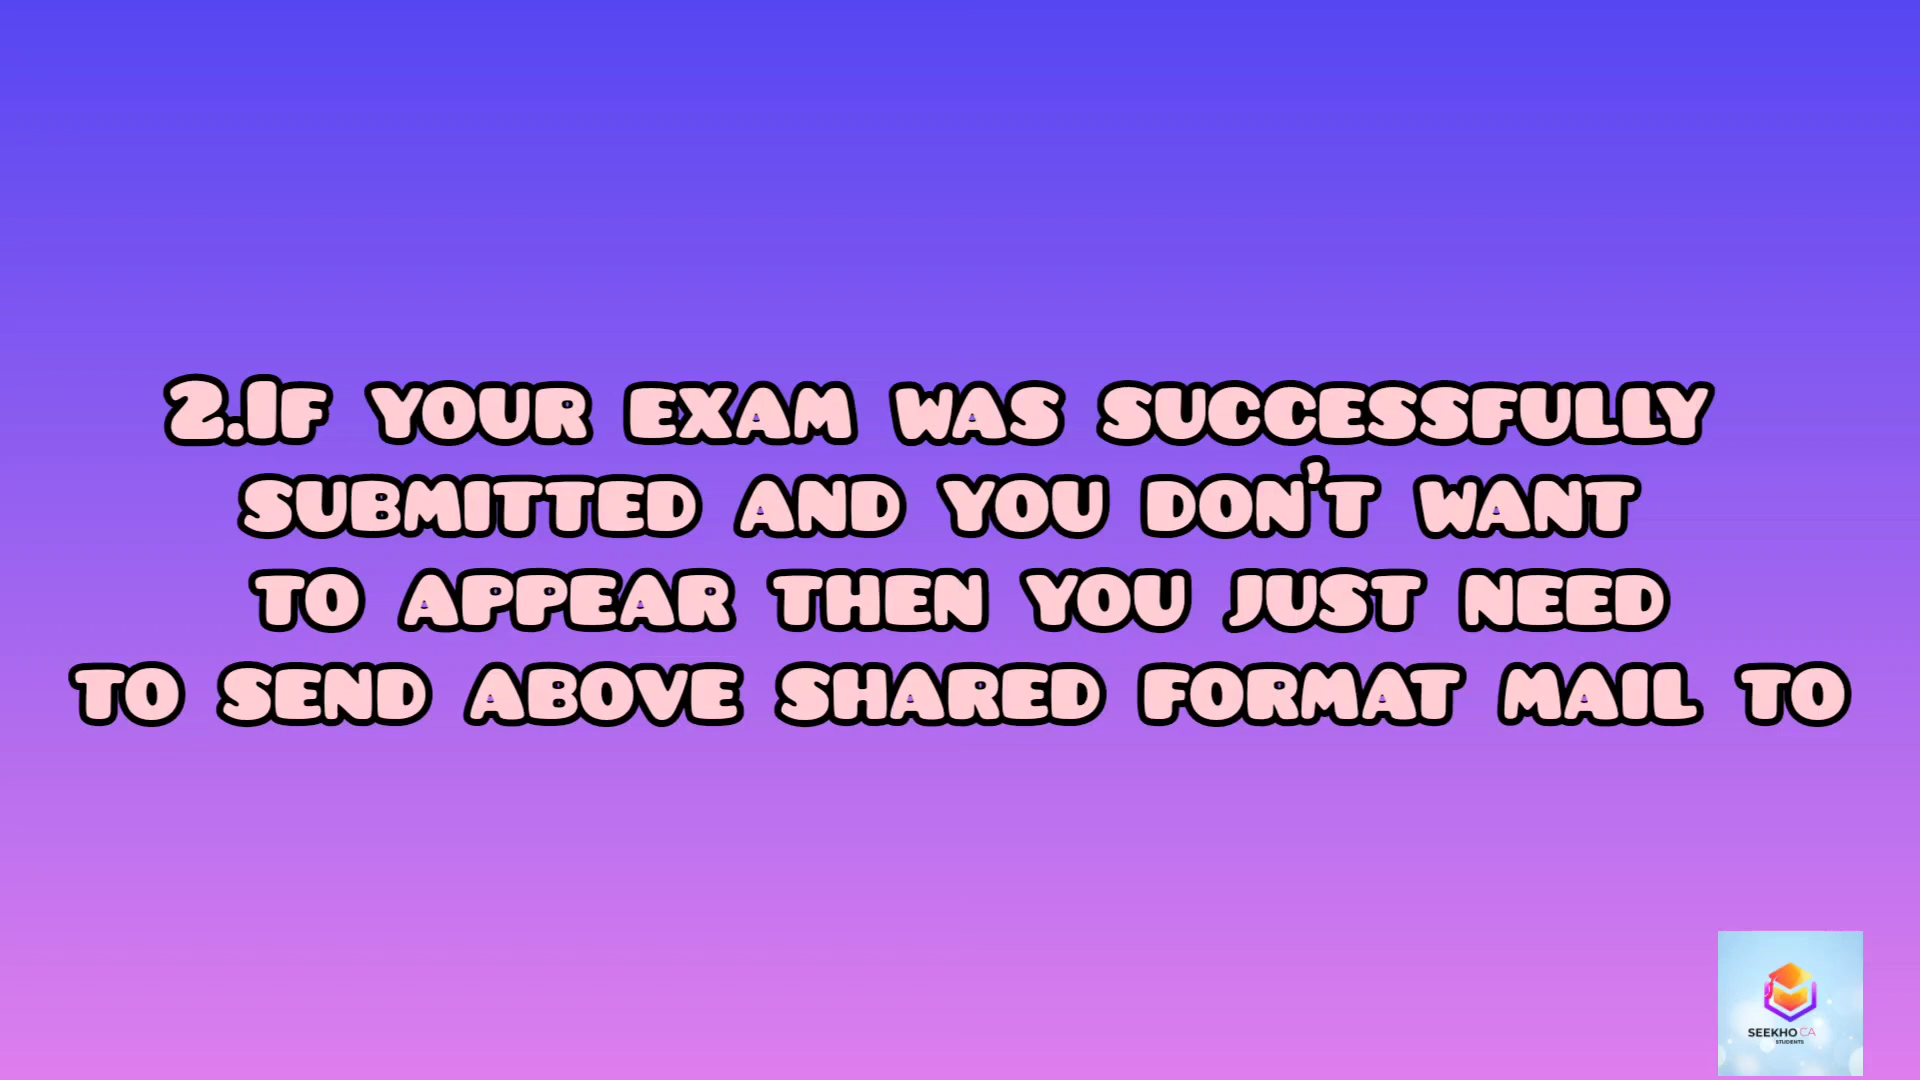 2.If your exam was successfully
submitted and you don't want
to appear then you just need
to send above shared format mail to
SEEKHO CA
STUDENTS